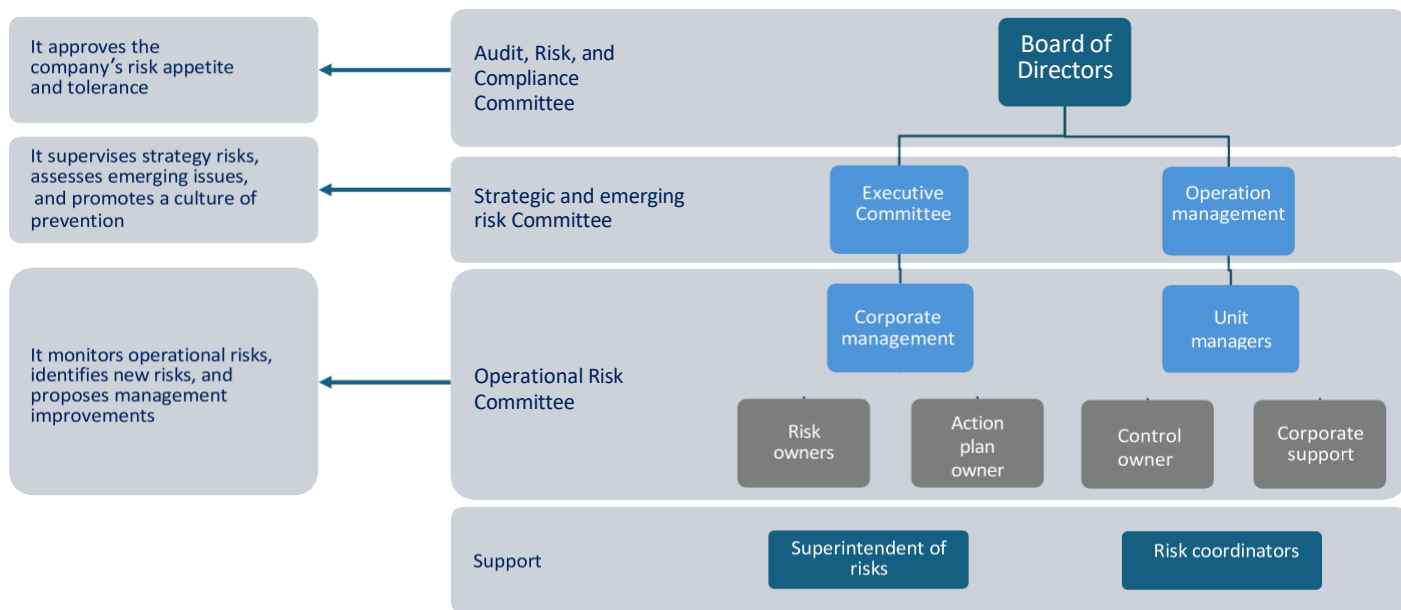 It approves the
company's risk appetite
and tolerance
Audit, Risk, and
Compliance
Committee
Board of
Directors
It supervises strategy risks,
assesses emerging issues,
and promotes a culture of
prevention
Strategic and emerging
risk Committee
Executive
Committee
Operation
management
It monitors operational risks,
identifies new risks, and
proposes management
improvements
Operational Risk
Committee
Corporate
management
Unit
managers
Risk
owners
Action
plan
owner
Control
owner
Corporate
support
Support
Superintendent of
risks
Risk coordinators